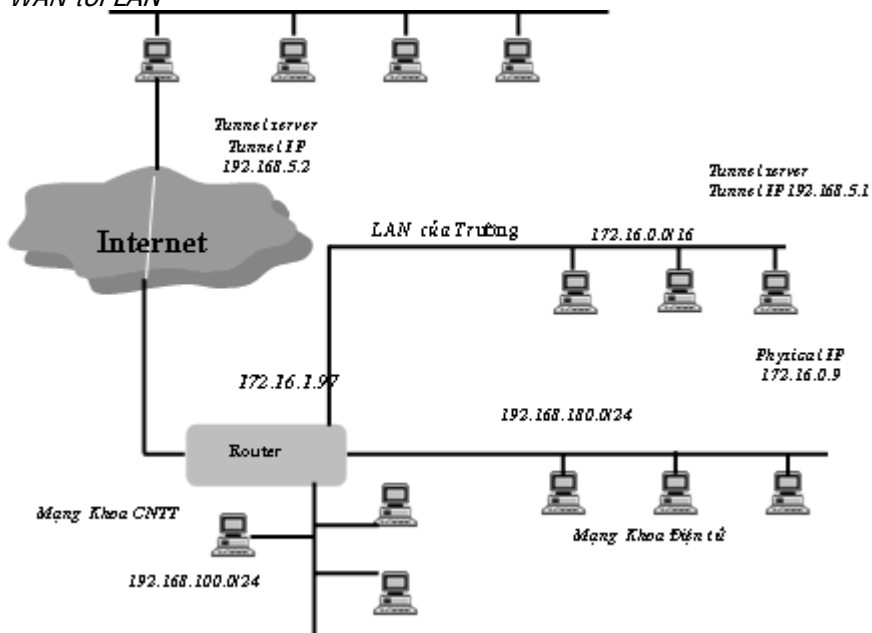 WAN tới LAN
Tunnel server
Tunnel IP
192.168.5.2
Tunnel server
Tunnel IP 192.168.5.1
Internet
LAN của Trường
172.16.0.0/16
Physical IP
172.16.0.9
172.16.1.97
192.168.180.0/24
Router
Mạng Khoa CNTT
Mạng Khoa Điện tử
192.168.100.0/24